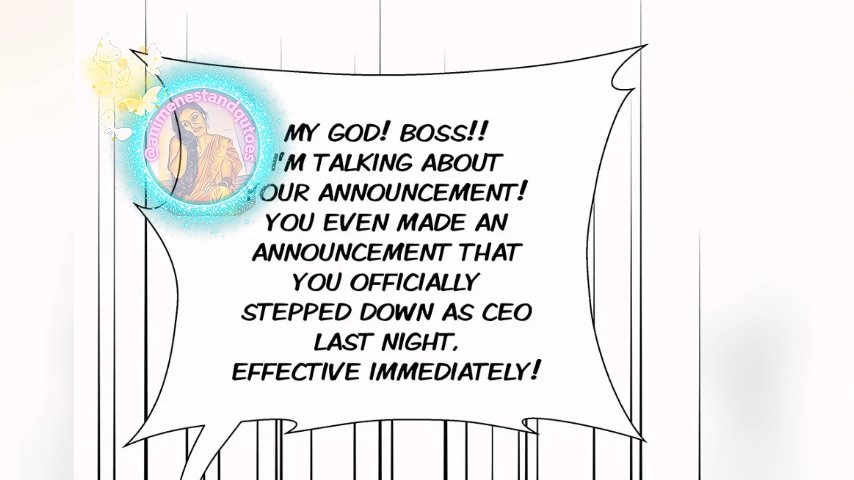 @animenestandqutoes
MY GOD! BOSS!!
I'M TALKING ABOUT
YOUR ANNOUNCEMENT!
YOU EVEN MADE AN
ANNOUNCEMENT THAT
YOU OFFICIALLY
STEPPED DOWN AS CEO
LAST NIGHT.
EFFECTIVE IMMEDIATELY!